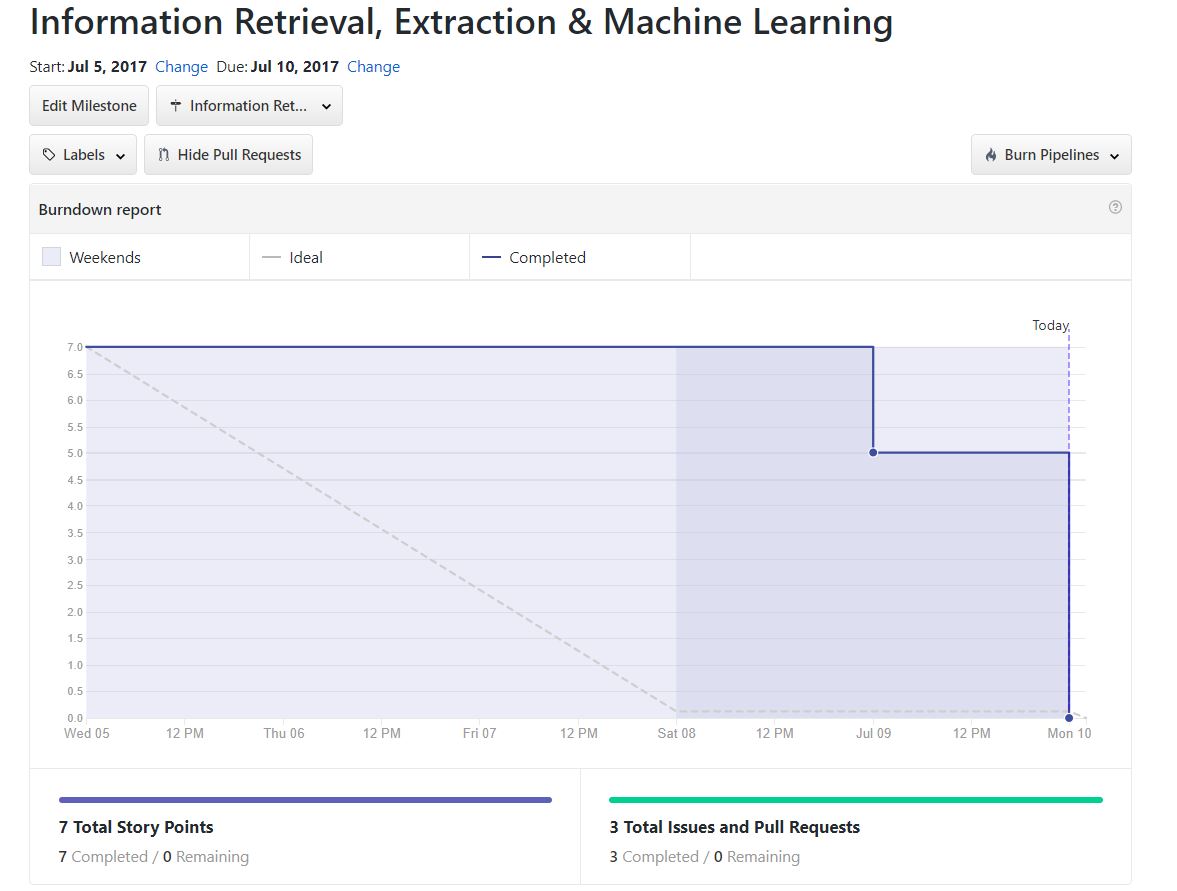 Information Retrieval, Extraction & Machine Learning
Start: Jul 5, 2017 Change Due: Jul 10, 2017 Change
Edit Milestone Information Ret...
Labels Hide Pull Requests Burn Pipelines
Burndown report
Weekends Ideal Completed
Today
7.0
6.5
6.0
5.5
5.0
4.5
4.0
3.5
3.0
2.5
2.0
1.5
1.0
0.5
0.0
Wed 05 12 PM Thu 06 12 PM Fri 07 12 PM Sat 08 12 PM Jul 09 12 PM Mon 10
7 Total Story Points 3 Total Issues and Pull Requests
7 Completed / 0 Remaining 3 Completed / 0 Remaining